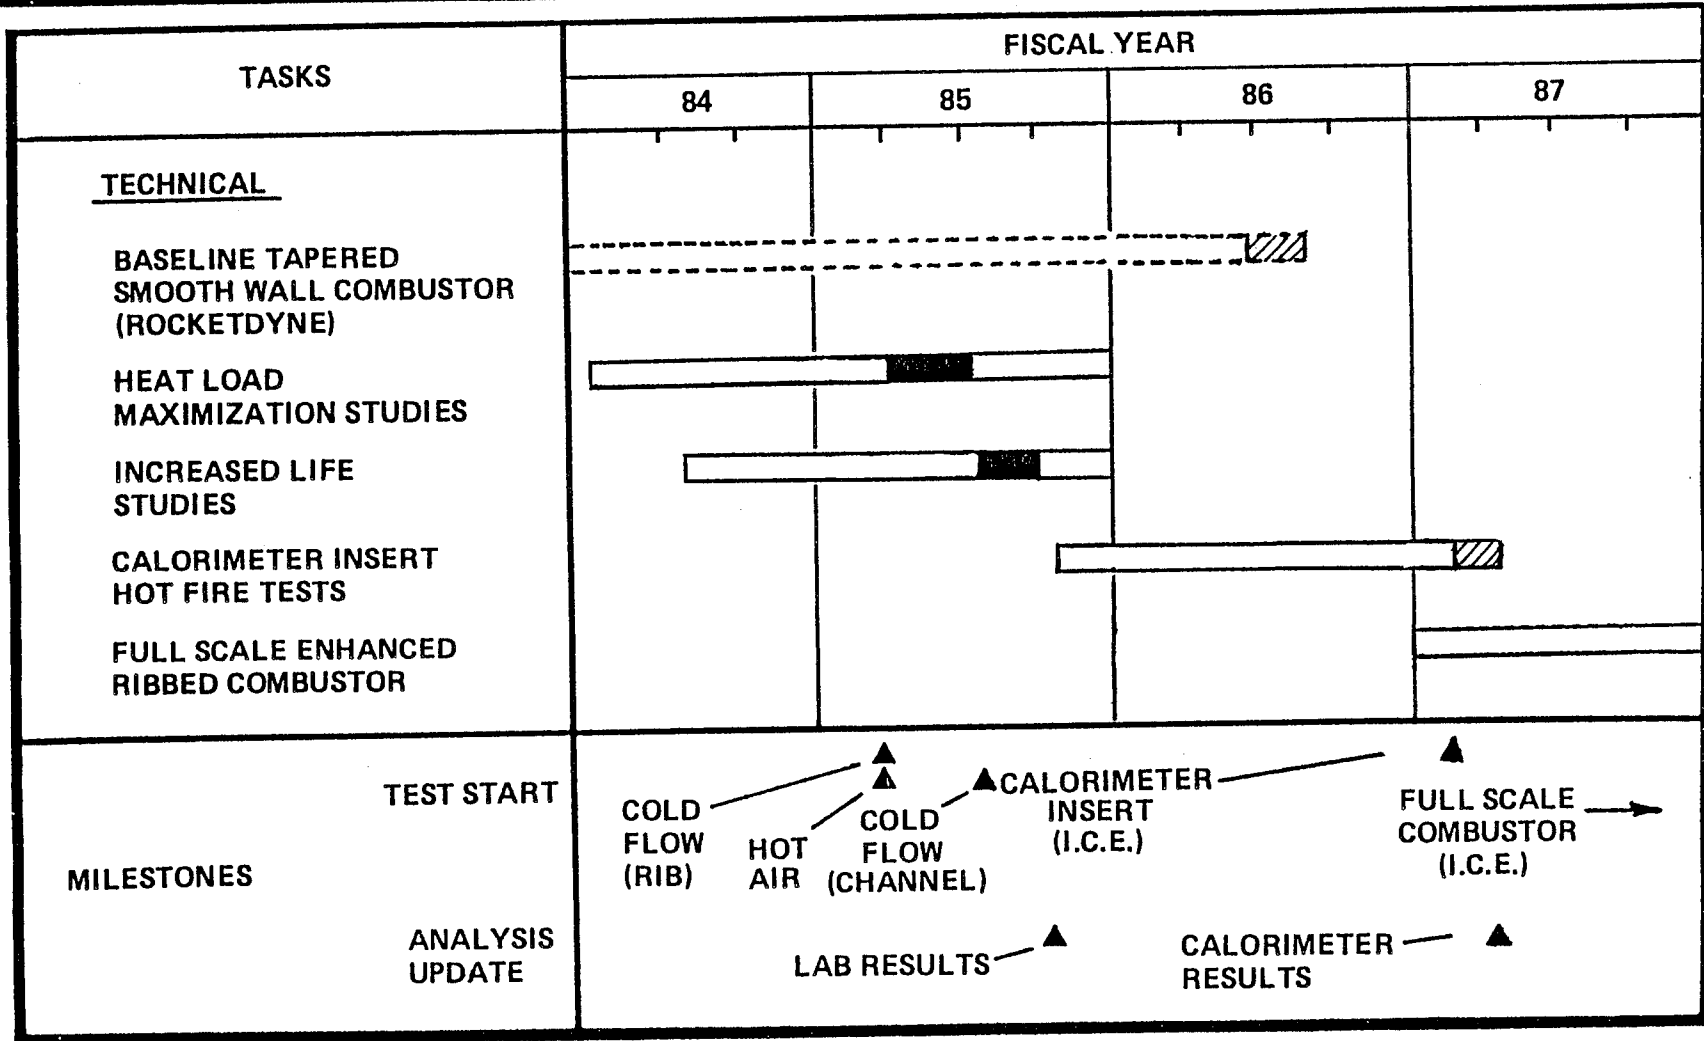 TASKS
FISCAL YEAR
84 85 86 87
TECHNICAL
BASELINE TAPERED
SMOOTH WALL COMBUSTOR
(ROCKETDYNE)
HEAT LOAD
MAXIMIZATION STUDIES
INCREASED LIFE
STUDIES
CALORIMETER INSERT
HOT FIRE TESTS
FULL SCALE ENHANCED
RIBBED COMBUSTOR
MILESTONES
TEST START
COLD
FLOW
(RIB)
HOT
AIR
COLD
FLOW
(CHANNEL)
CALORIMETER
INSERT
(I.C.E.)
FULL SCALE
COMBUSTOR
(I.C.E.)
ANALYSIS
UPDATE
LAB RESULTS
CALORIMETER
RESULTS